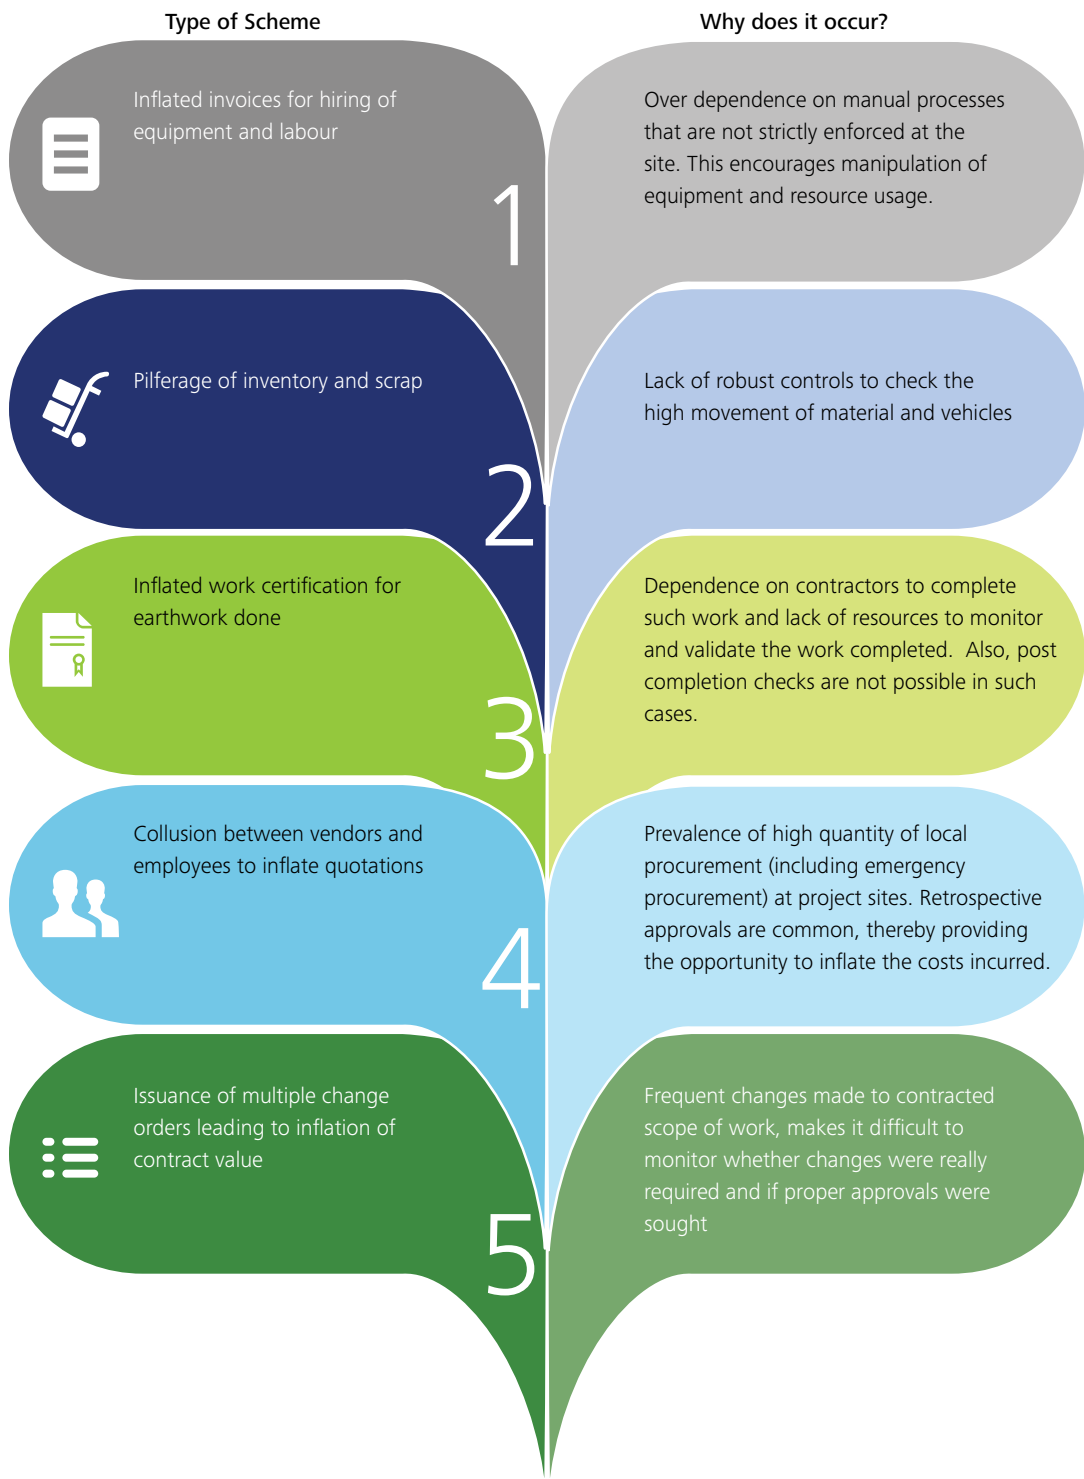 Type of Scheme
Why does it occur?
Inflated invoices for hiring of
equipment and labour
1
Over dependence on manual processes
that are not strictly enforced at the
site. This encourages manipulation of
equipment and resource usage.
Pilferage of inventory and scrap
2
Lack of robust controls to check the
high movement of material and vehicles
Inflated work certification for
earthwork done
3
Dependence on contractors to complete
such work and lack of resources to monitor
and validate the work completed.  Also, post
completion checks are not possible in such
cases.
Collusion between vendors and
employees to inflate quotations
4
Prevalence of high quantity of local
procurement (including emergency
procurement) at project sites. Retrospective
approvals are common, thereby providing
the opportunity to inflate the costs incurred.
Issuance of multiple change
orders leading to inflation of
contract value
5
Frequent changes made to contracted
scope of work, makes it difficult to
monitor whether changes were really
required and if proper approvals were
sought